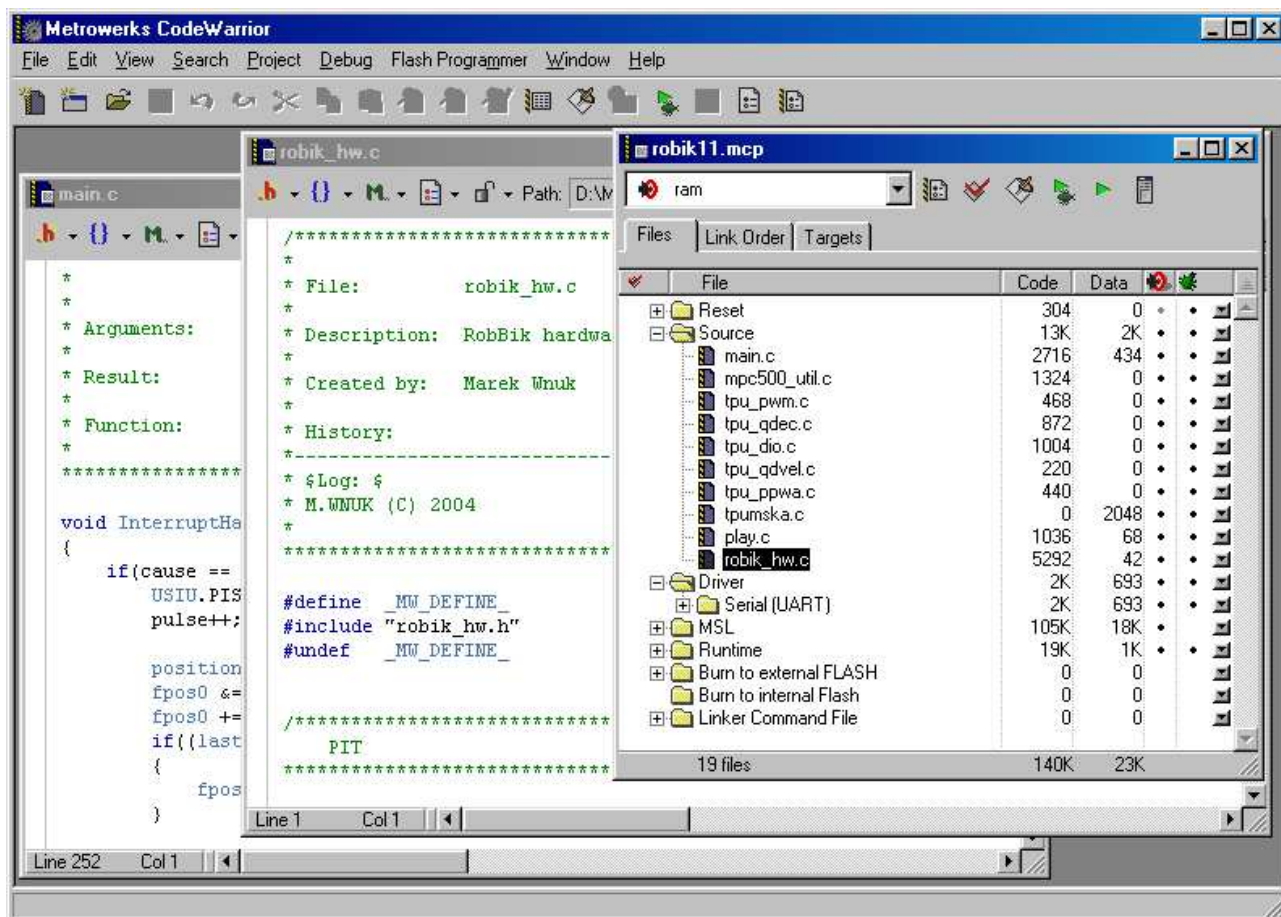 Metrowerks CodeWarrior
File Edit View Search Project Debug Flash Programmer Window Help
main.c
*
*
* Arguments:
*
* Result:
*
* Function:
*
****************
void InterruptHa
{
if(cause ==
USIU.PIS
pulse++;
position
fpos0 &=
fpos0 +=
if((last
{
fpos
}
Line 252 Col 1
robik_hw.c
.h {} M. Path: D:\M
/****************************
*
* File: robik_hw.c
*
* Description: RobBik hardwa
*
* Created by: Marek Wnuk
*
* History:
*----------------------------
* $Log: $
* M.WNUK (C) 2004
*
*****************************
#define _MW_DEFINE_
#include "robik_hw.h"
#undef _MW_DEFINE_
/****************************
PIT
*****************************
Line 1 Col 1
robik11.mcp
ram
Files Link Order Targets
File Code Data
Reset 304 0
Source 13K 2K
main.c 2716 434
mpc500_util.c 1324 0
tpu_pwm.c 468 0
tpu_qdec.c 872 0
tpu_dio.c 1004 0
tpu_qdvel.c 220 0
tpu_ppwa.c 440 0
tpumska.c 0 2048
play.c 1036 68
robik_hw.c 5292 42
Driver 2K 693
Serial (UART) 2K 693
MSL 105K 18K
Runtime 19K 1K
Burn to external FLASH 0 0
Burn to internal Flash 0 0
Linker Command File 0 0
19 files 140K 23K